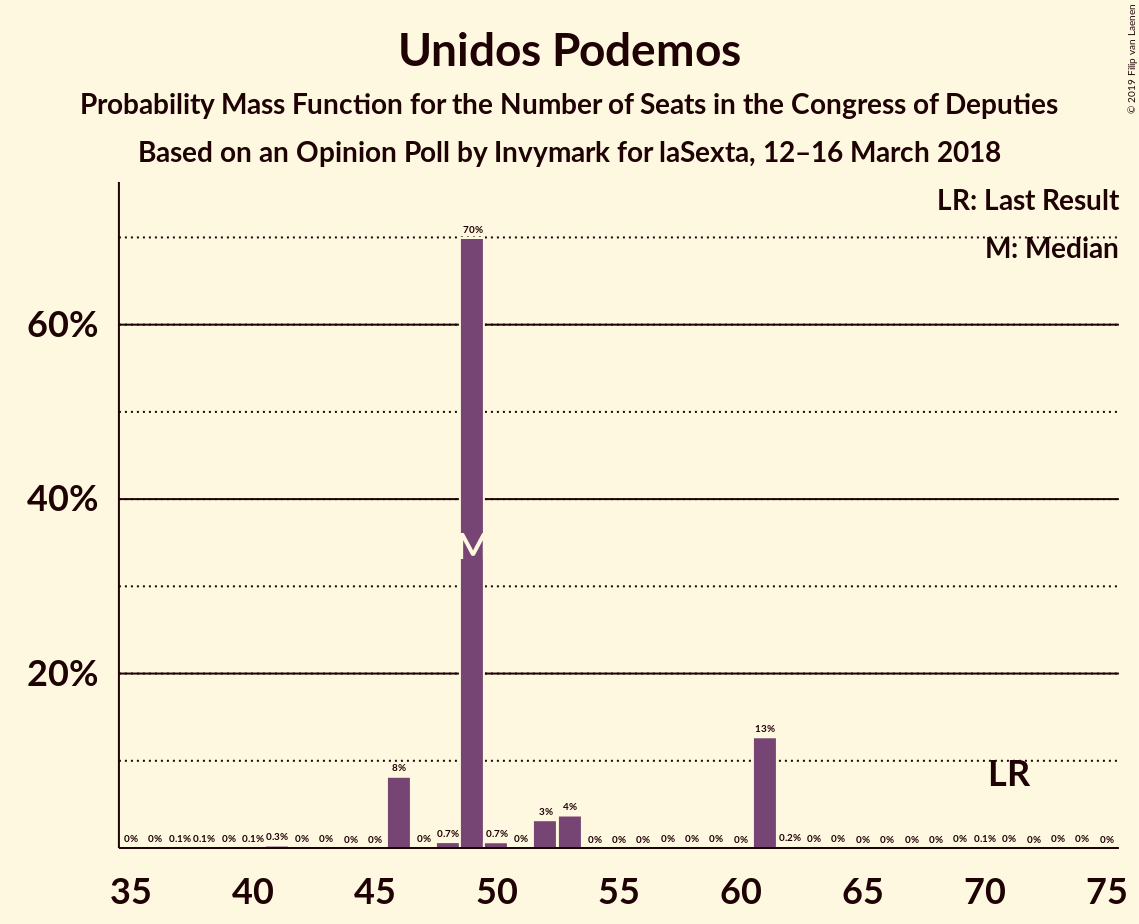 Unidos Podemos
Probability Mass Function for the Number of Seats in the Congress of Deputies
Based on an Opinion Poll by Invymark for laSexta, 12–16 March 2018
© 2019 Filip van Laenen
LR: Last Result
M: Median
70%
60%
40%
M
20%
13%
LR
8%
4%
3%
0% 0% 0.1% 0.1% 0% 0.1% 0.3% 0% 0% 0% 0% 0% 0.7% 0.7% 0% 0% 0% 0% 0% 0% 0% 0% 0.2% 0% 0% 0% 0% 0% 0% 0% 0.1% 0% 0% 0% 0% 0%
35 40 45 50 55 60 65 70 75